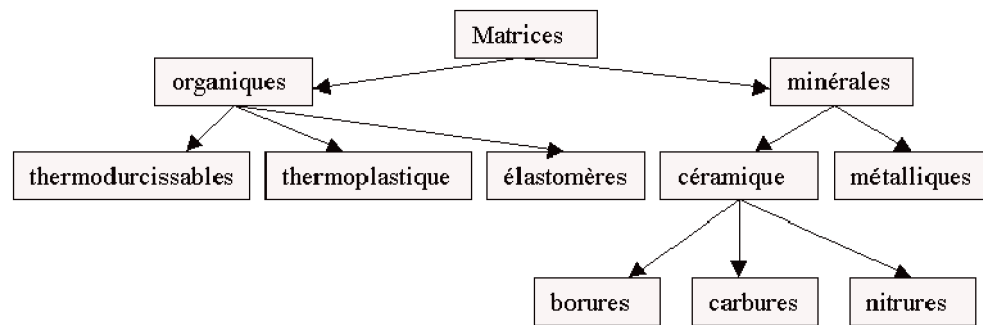 Matrices
organiques
minérales
thermodurcissables
thermoplastique
élastomères
céramique
métalliques
borures
carbures
nitrures